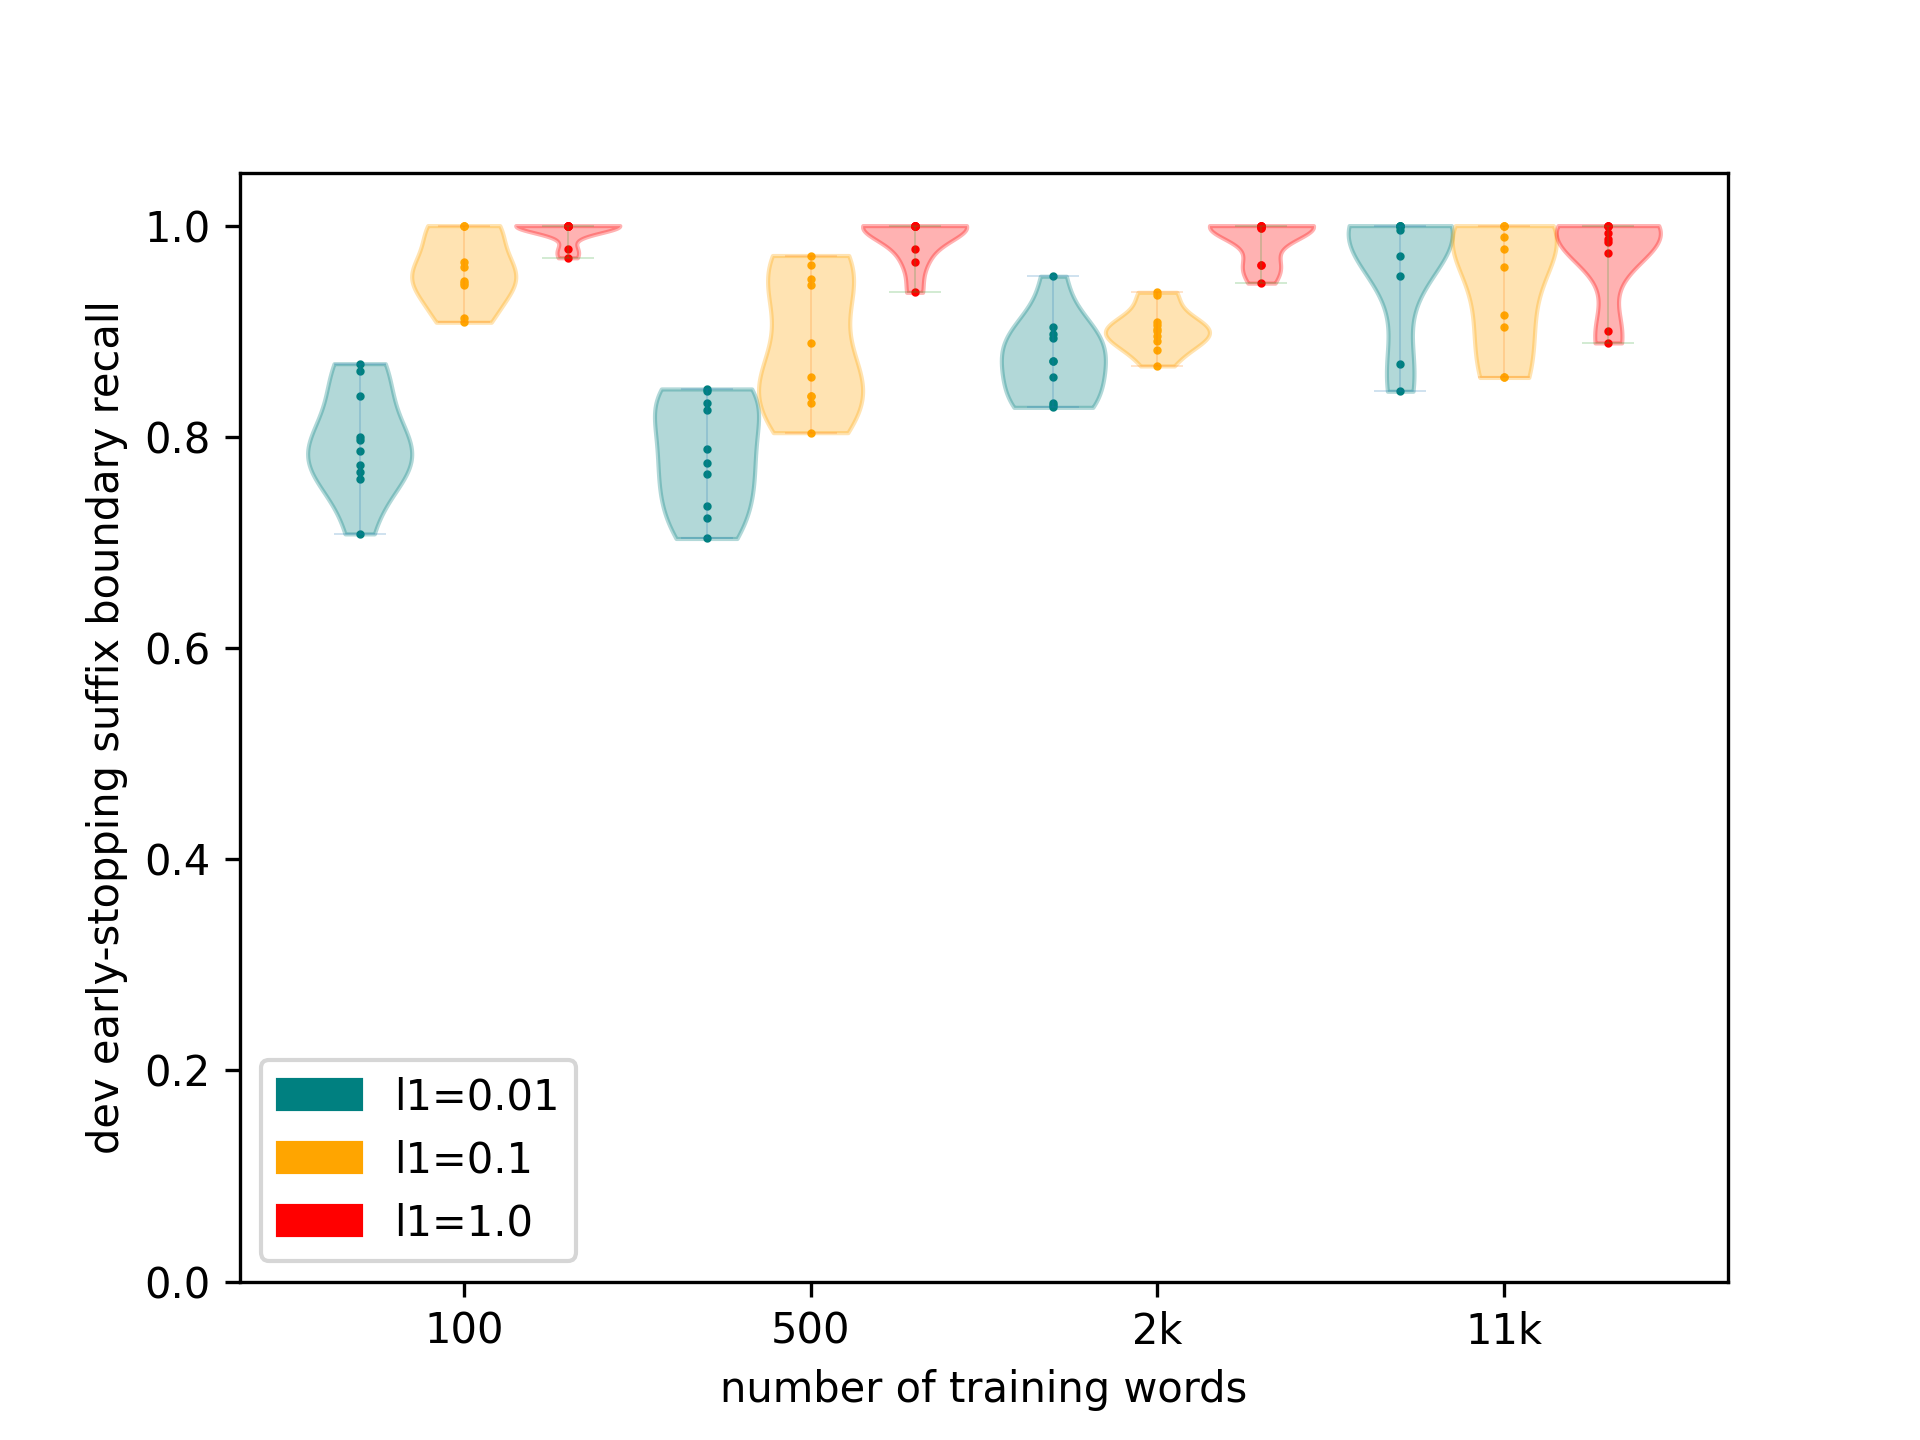 dev early-stopping suffix boundary recall
1.0
0.8
0.6
0.4
0.2
0.0
l1=0.01
l1=0.1
l1=1.0
100 500 2k 11k
number of training words